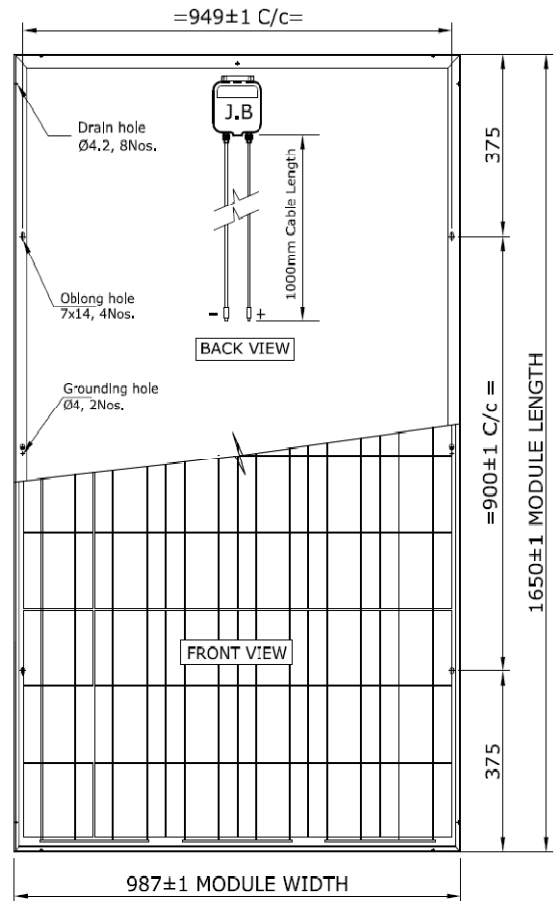 =949±1 C/c=
J.B
Drain hole
Ø4.2, 8Nos.
375
1000mm Cable Length
Oblong hole
7x14, 4Nos.
- +
BACK VIEW
Grounding hole
Ø4, 2Nos.
=900±1 C/c =
1650±1 MODULE LENGTH
FRONT VIEW
375
987±1 MODULE WIDTH